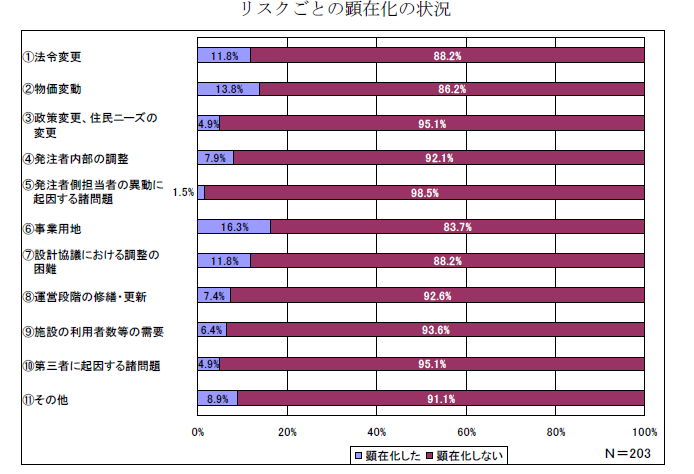 リスクごとの顕在化の状況
①法令変更
11.8%
88.2%
②物価変動
13.8%
86.2%
③政策変更、住民ニーズの
変更
4.9%
95.1%
④発注者内部の調整
7.9%
92.1%
⑤発注者側担当者の異動に
起因する諸問題
1.5%
98.5%
⑥事業用地
16.3%
83.7%
⑦設計協議における調整の
困難
11.8%
88.2%
⑧運営段階の修繕・更新
7.4%
92.6%
⑨施設の利用者数等の需要
6.4%
93.6%
⑩第三者に起因する諸問題
4.9%
95.1%
⑪その他
8.9%
91.1%
0% 20% 40% 60% 80% 100%
顕在化した 顕在化しない
N＝203